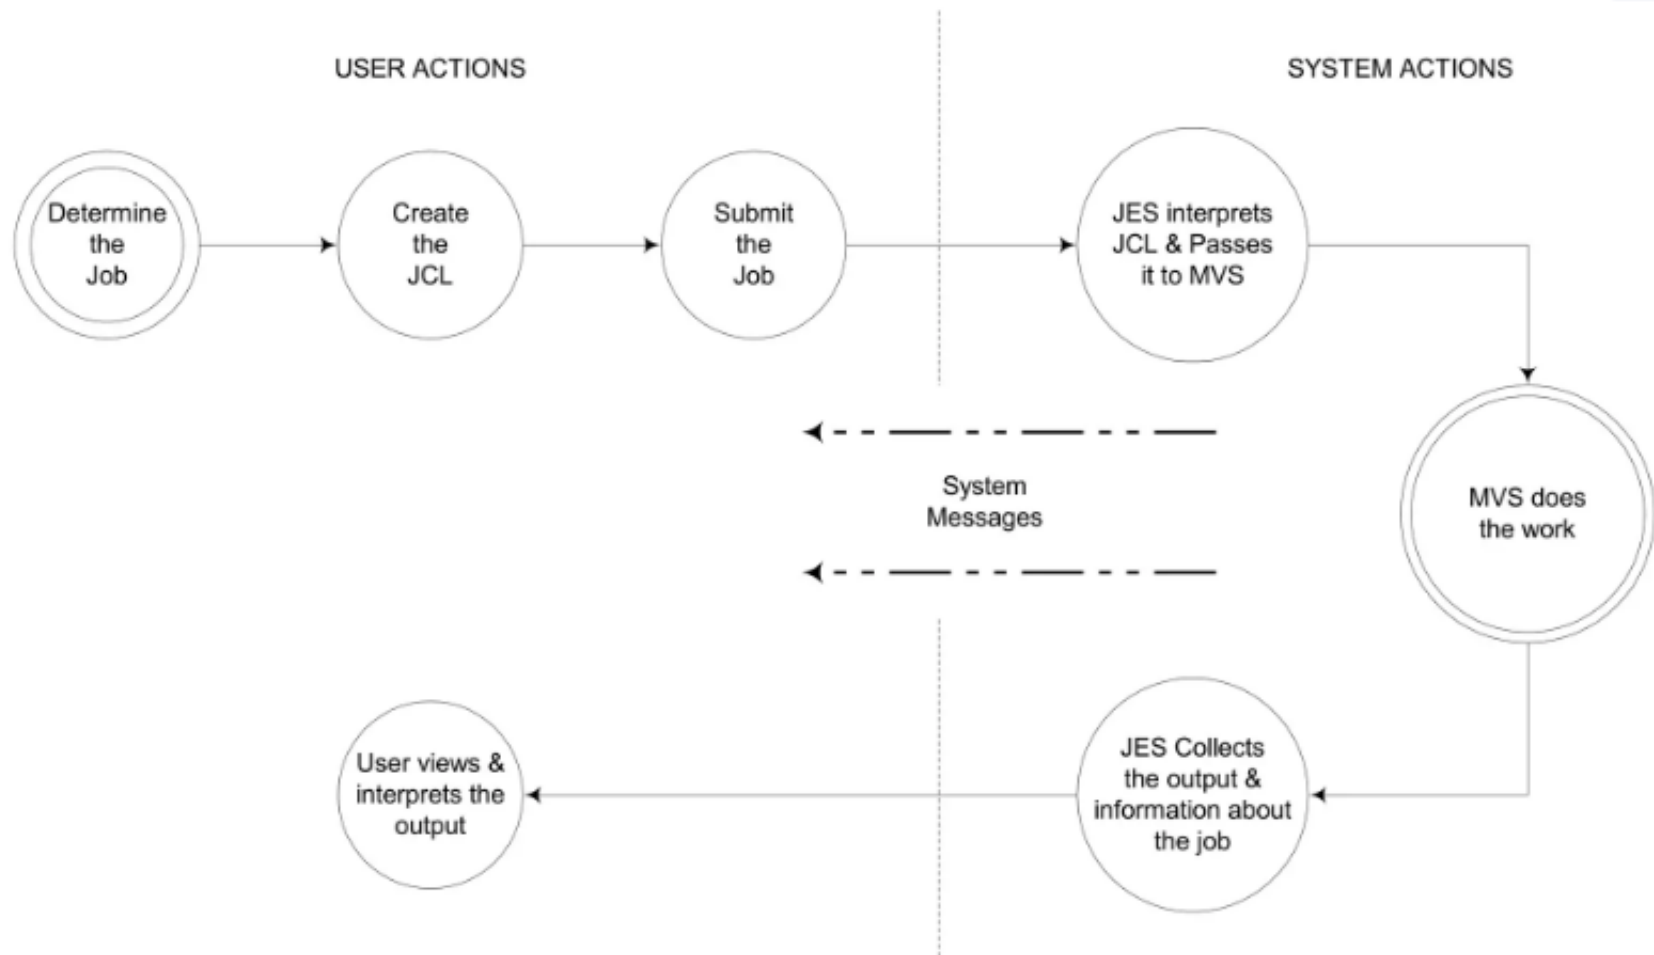 USER ACTIONS
SYSTEM ACTIONS
Determine
the
Job
Create
the
JCL
Submit
the
Job
JES interprets
JCL & Passes
it to MVS
System
Messages
MVS does
the work
User views &
interprets the
output
JES Collects
the output &
information about
the job